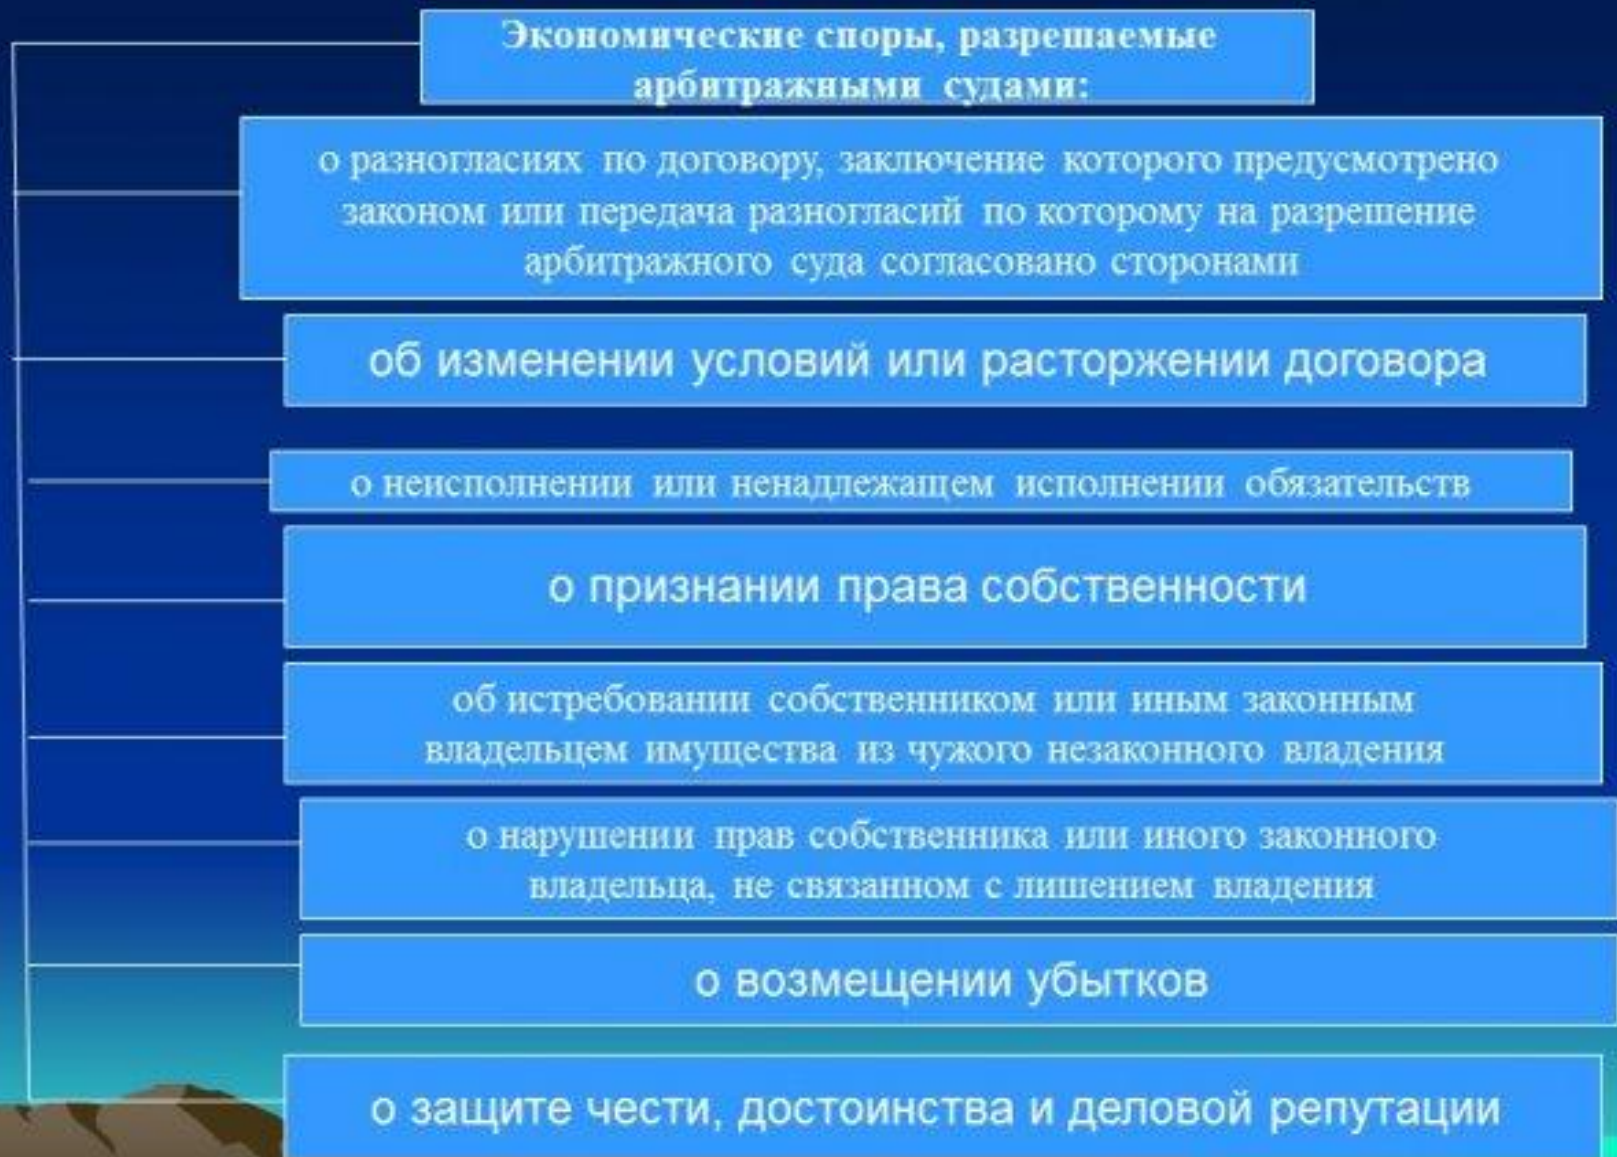 Экономические споры, разрешаемые
арбитражными судами:
о разногласиях по договору, заключение которого предусмотрено
законом или передача разногласий по которому на разрешение
арбитражного суда согласовано сторонами
об изменении условий или расторжении договора
о неисполнении или ненадлежащем исполнении обязательств
о признании права собственности
об истребовании собственником или иным законным
владельцем имущества из чужого незаконного владения
о нарушении прав собственника или иного законного
владельца, не связанном с лишением владения
о возмещении убытков
о защите чести, достоинства и деловой репутации